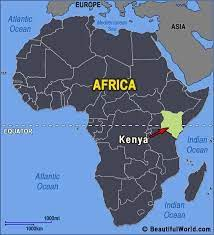 EUROPE
Atlantic
Ocean
Mediterranean
Sea
ASIA
AFRICA
EQUATOR
Kenya
Indian
Ocean
Atlantic
Ocean
Indian
Ocean
1000mi
1000km
© BeautifulWorld.com